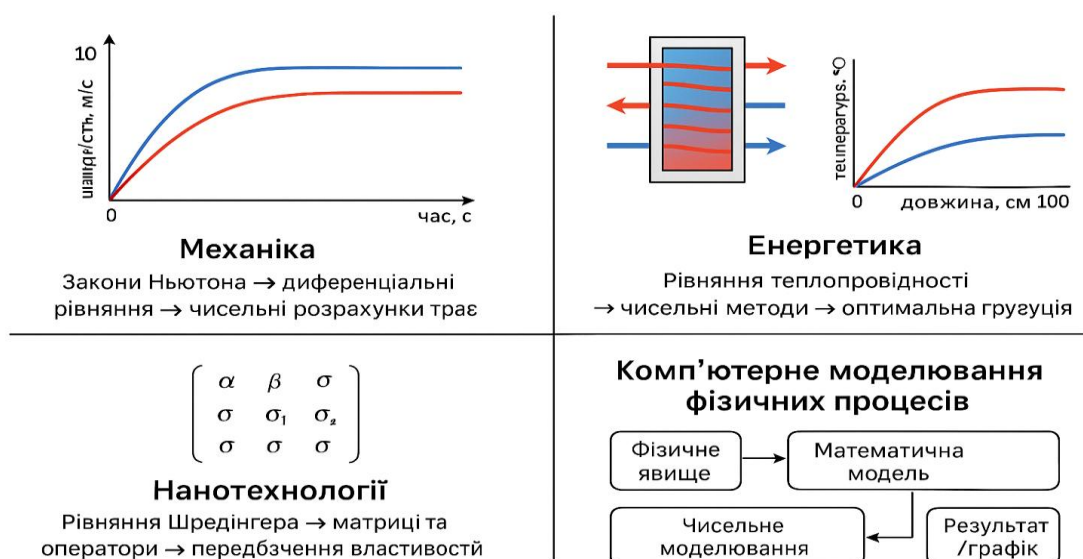 10
м/с
0
час, с
Механіка
Закони Ньютона → диференціальні
рівняння → чисельні розрахунки трає
0
довжина, см 100
Енергетика
Рівняння теплопровідності
→ чисельні методи → оптимальна
α β σ
σ σ₁ σ₂
σ σ σ
Нанотехнології
Рівняння Шредінгера → матриці та
оператори → передбзчення властивостй
Комп’ютерне моделювання
фізичних процесів
Фізичне
явище
Математична
модель
Чисельне
моделювання
Результат
/графік